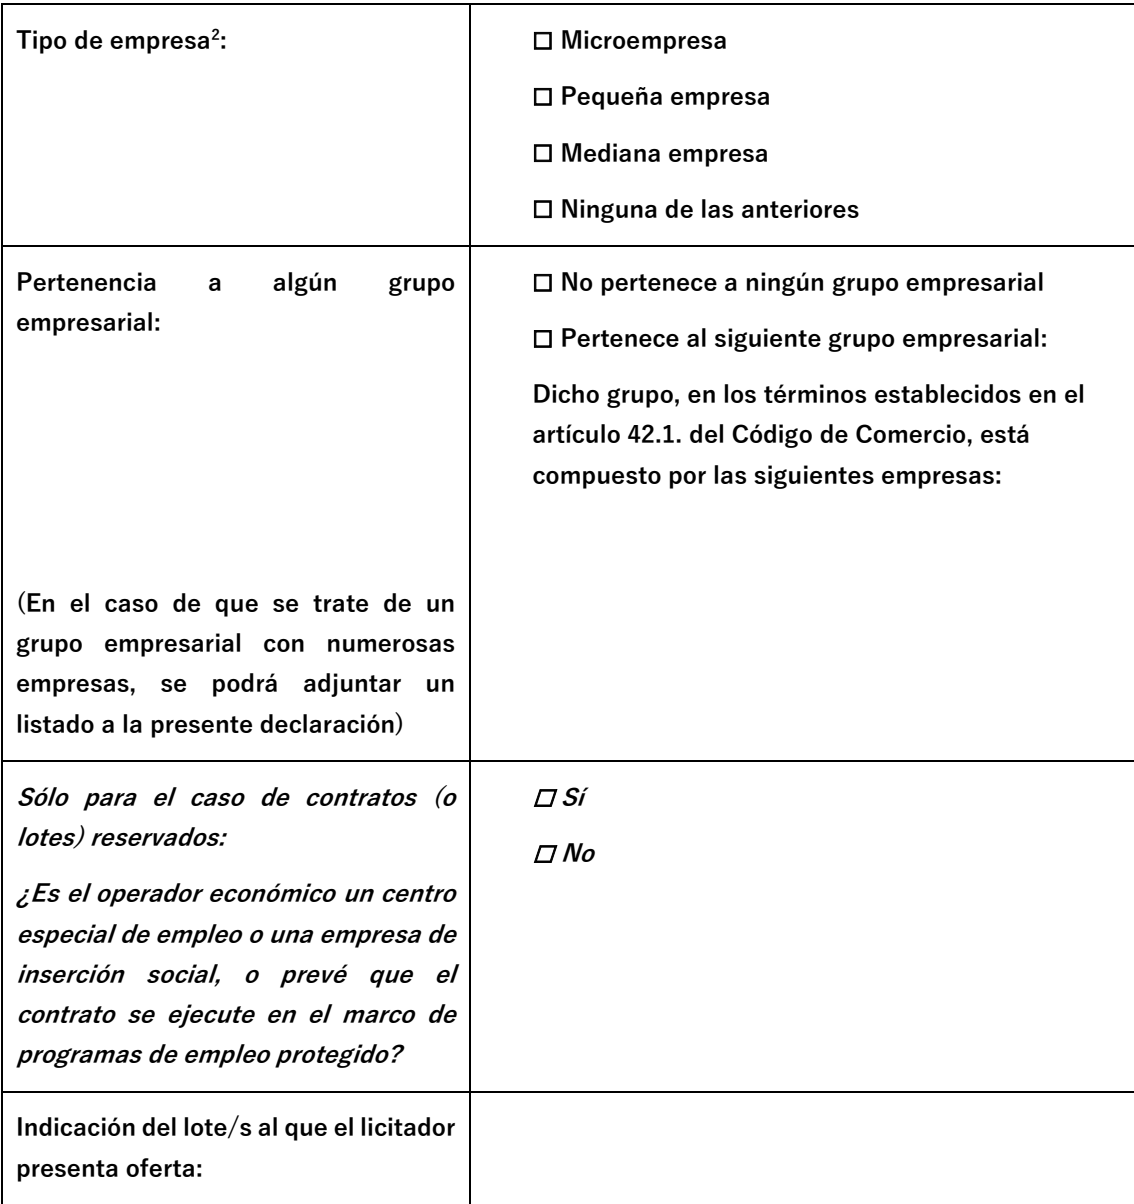 Tipo de empresa²:
☐ Microempresa
☐ Pequeña empresa
☐ Mediana empresa
☐ Ninguna de las anteriores
Pertenencia a algún grupo
empresarial:
(En el caso de que se trate de un
grupo empresarial con numerosas
empresas, se podrá adjuntar un
listado a la presente declaración)
☐ No pertenece a ningún grupo empresarial
☐ Pertenece al siguiente grupo empresarial:
Dicho grupo, en los términos establecidos en el
artículo 42.1. del Código de Comercio, está
compuesto por las siguientes empresas:
Sólo para el caso de contratos (o
lotes) reservados:
¿Es el operador económico un centro
especial de empleo o una empresa de
inserción social, o prevé que el
contrato se ejecute en el marco de
programas de empleo protegido?
☐ Sí
☐ No
Indicación del lote/s al que el licitador
presenta oferta: